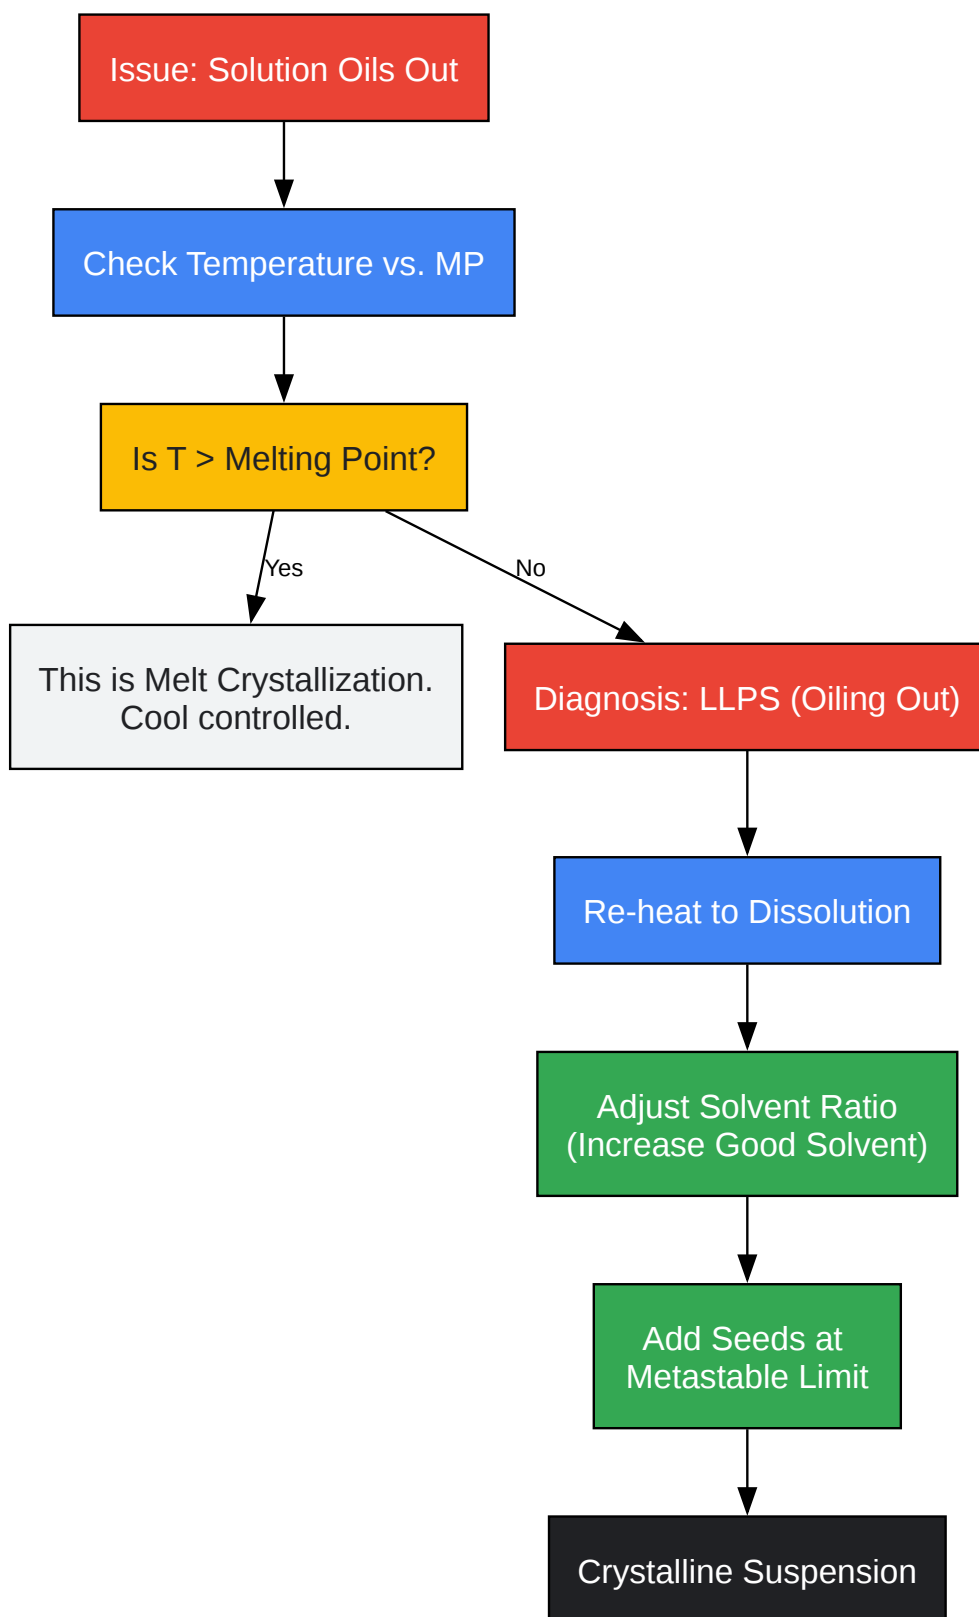 Issue: Solution Oils Out
Check Temperature vs. MP
Is T > Melting Point?
Yes
No
This is Melt Crystallization.
Cool controlled.
Diagnosis: LLPS (Oiling Out)
Re-heat to Dissolution
Adjust Solvent Ratio
(Increase Good Solvent)
Add Seeds at
Metastable Limit
Crystalline Suspension